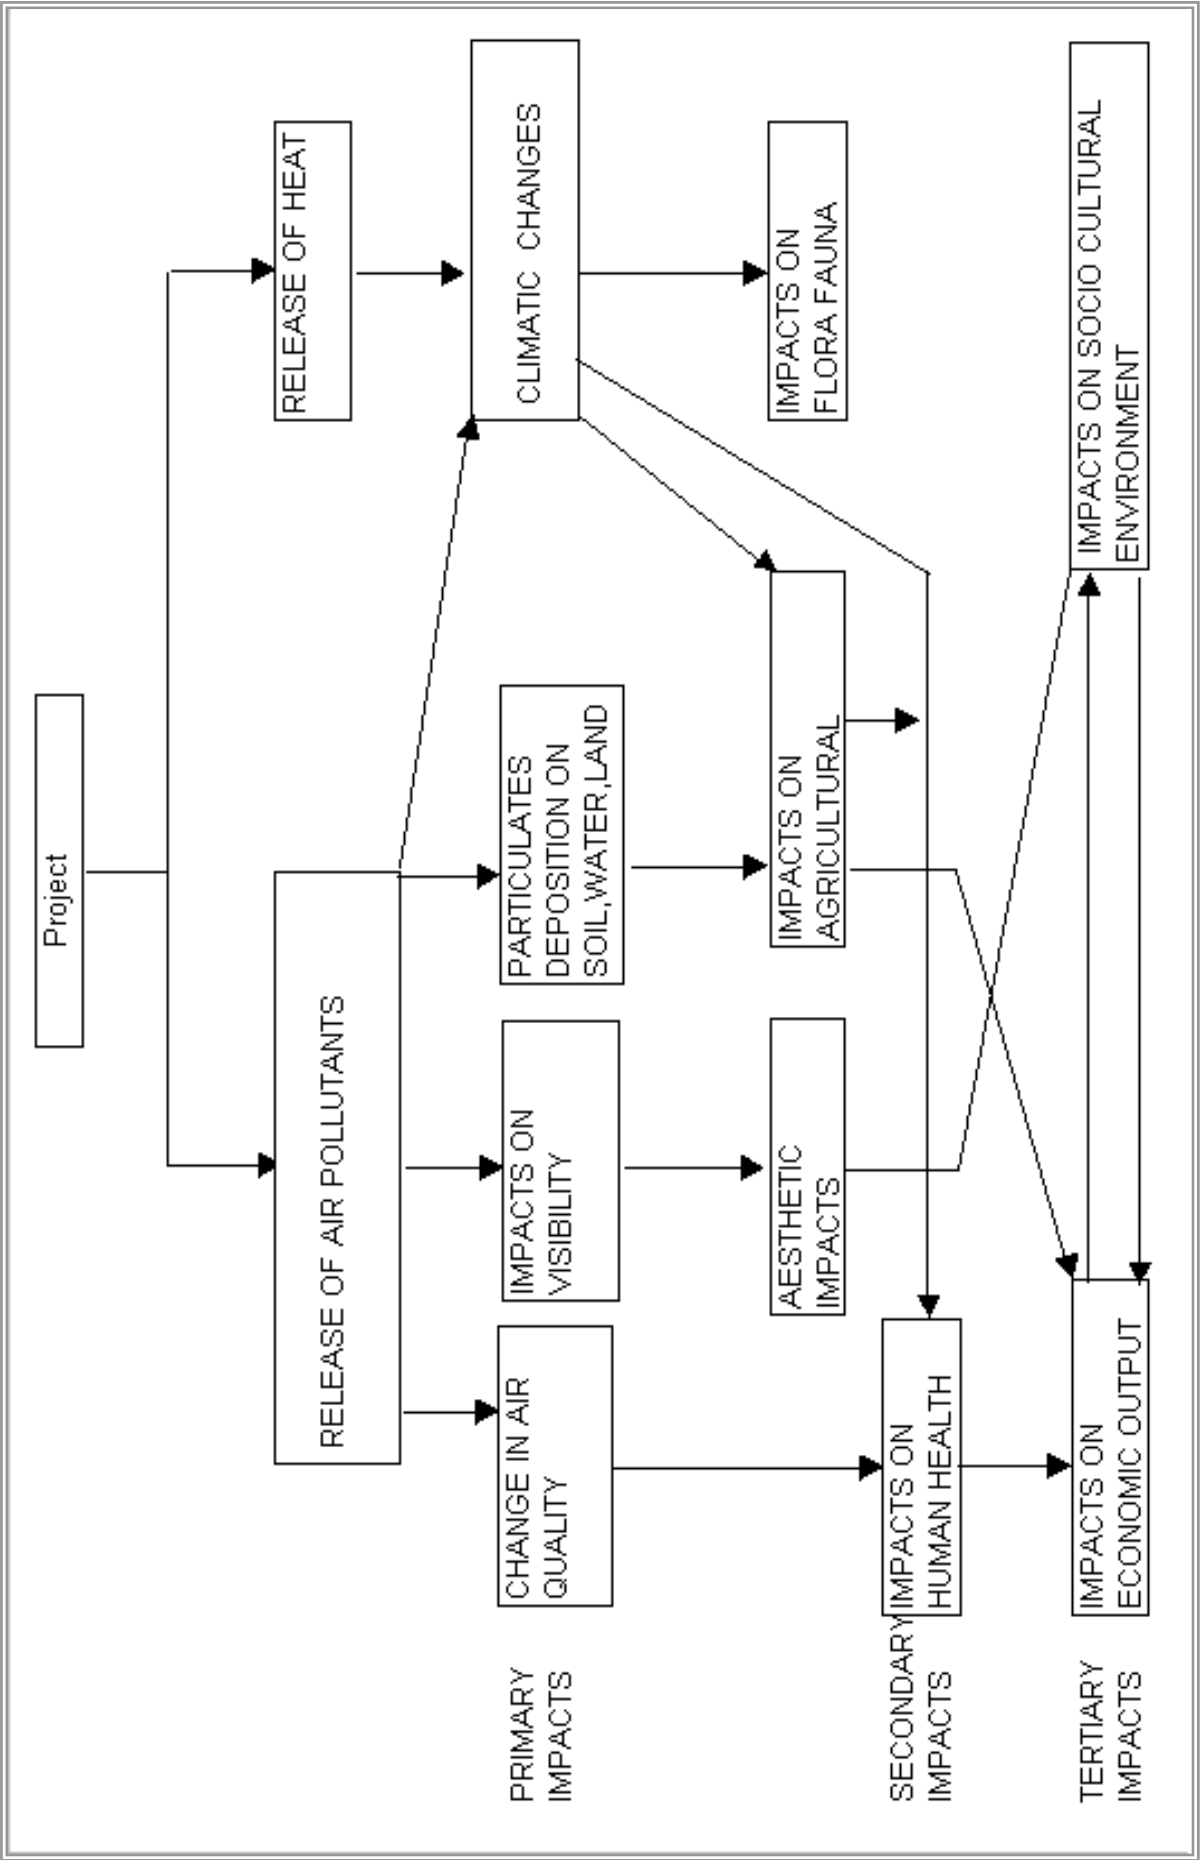 Project
RELEASE OF AIR POLLUTANTS
RELEASE OF HEAT
PRIMARY
IMPACTS
CHANGE IN AIR
QUALITY
IMPACTS ON
VISIBILITY
PARTICULATES
DEPOSITION ON
SOIL,WATER,LAND
CLIMATIC CHANGES
AESTHETIC
IMPACTS
IMPACTS ON
AGRICULTURAL
IMPACTS ON
FLORA FAUNA
SECONDARY
IMPACTS
IMPACTS ON
HUMAN HEALTH
TERTIARY
IMPACTS
IMPACTS ON
ECONOMIC OUTPUT
IMPACTS ON SOCIO CULTURAL
ENVIRONMENT